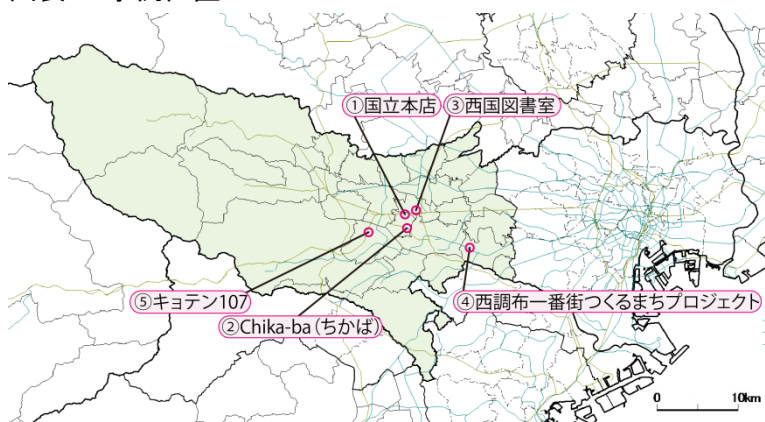 ①国立本店
③西国図書室
⑤キョテン107
②Chika-ba（ちかば）
④西調布一番街つくるまちプロジェクト
0
10km